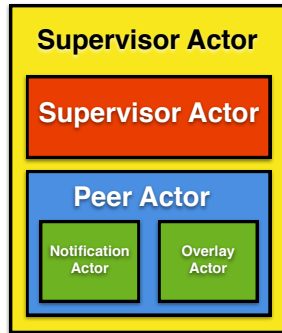 Supervisor Actor
Supervisor Actor
Peer Actor
Notification
Actor
Overlay
Actor